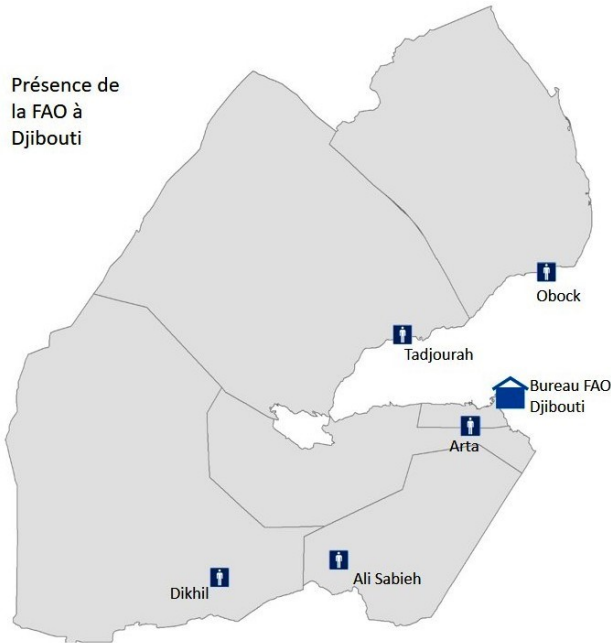 Présence de
la FAO à
Djibouti
Obock
Tadjourah
Bureau FAO
Djibouti
Arta
Ali Sabieh
Dikhil